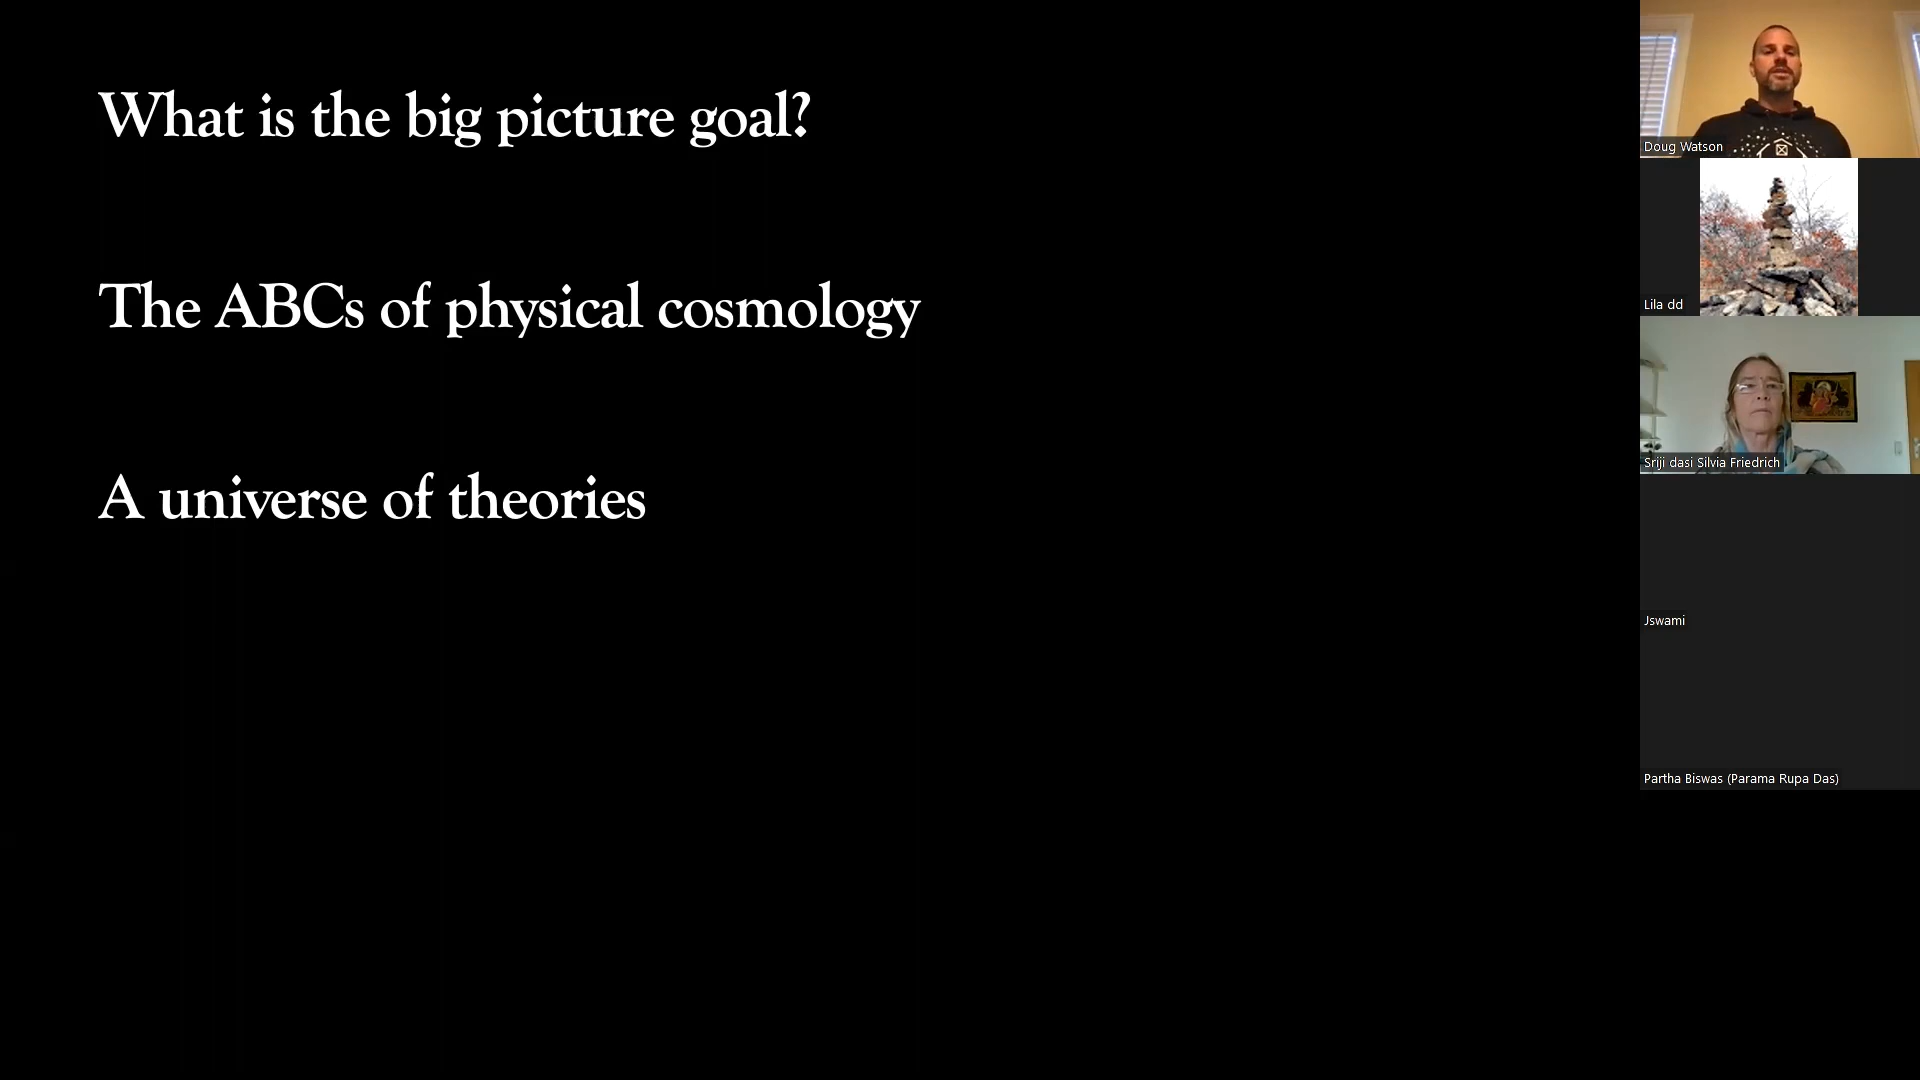 What is the big picture goal?
The ABCs of physical cosmology
A universe of theories
Doug Watson
Lila dd
Sriji dasi Silvia Friedrich
Jswami
Partha Biswas (Parama Rupa Das)